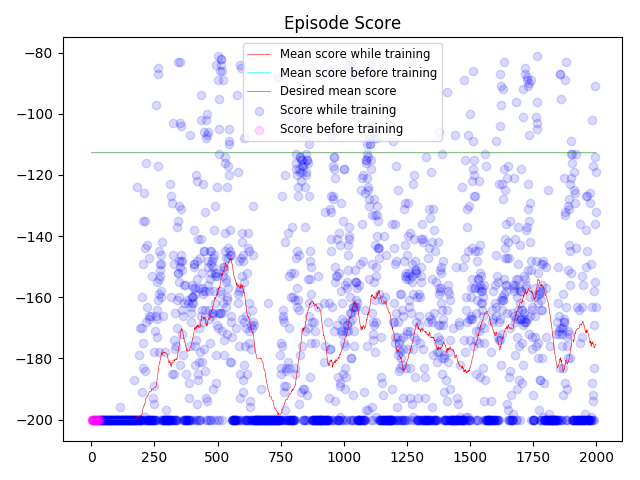 Episode Score
Mean score while training
Mean score before training
Desired mean score
Score while training
Score before training
−80
−100
−120
−140
−160
−180
−200
0 250 500 750 1000 1250 1500 1750 2000